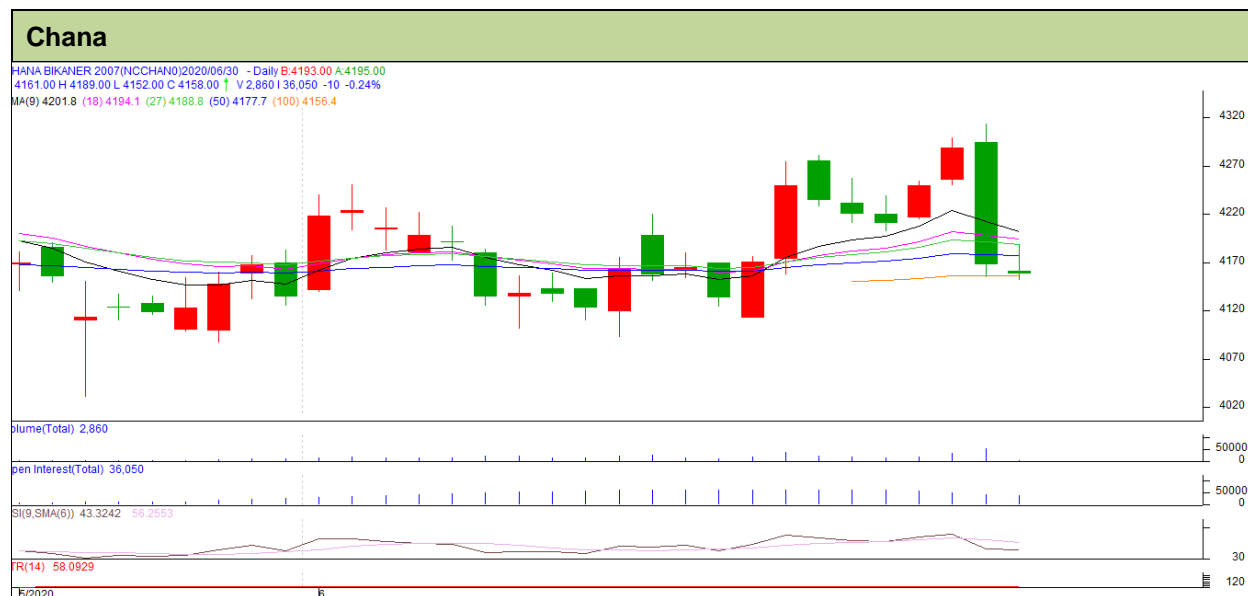 Chana
HANA BIKANER 2007(NCCHAN0)2020/06/30 - Daily B:4193.00 A:4195.00
4161.00 H 4189.00 L 4152.00 C 4158.00 ↑ V 2,860 I 36,050 -10 -0.24%
MA(9) 4201.8 (18) 4194.1 (27) 4188.8 (50) 4177.7 (100) 4156.4
4320
4270
4220
4170
4120
4070
4020
olume(Total) 2,860
50000
0
pen Interest(Total) 36,050
50000
0
SI(9,SMA(6)) 43.3242 56.2553
30
TR(14) 58.0929
120
5/2020 6